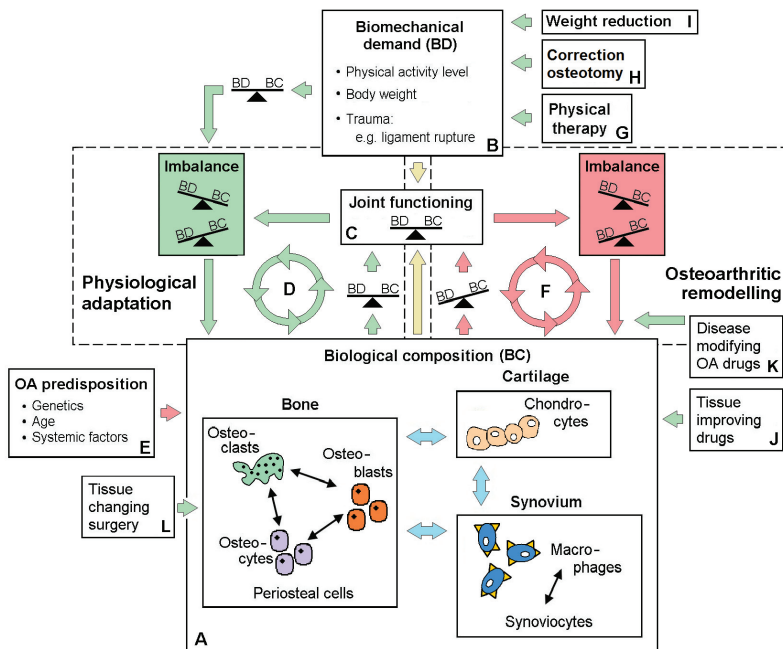 Biomechanical
demand (BD)
• Physical activity level
• Body weight
• Trauma:
e.g. ligament rupture
B
Weight reduction I
Correction
osteotomy H
Physical
therapy G
BD BC
Imbalance
BD BC
BD BC
Joint functioning
BD BC
C
Imbalance
BD BC
BD BC
Physiological
adaptation
D
BD BC
BD BC
F
Osteoarthritic
remodelling
Disease
modifying
OA drugs K
Biological composition (BC)
OA predisposition
• Genetics
• Age
• Systemic factors E
Tissue
improving
drugs J
Tissue
changing
surgery L
Bone
Osteo-
clasts
Osteo-
blasts
Osteo-
cytes
Periosteal cells
Cartilage
Chondro-
cytes
Synovium
Macro-
phages
Synoviocytes
A